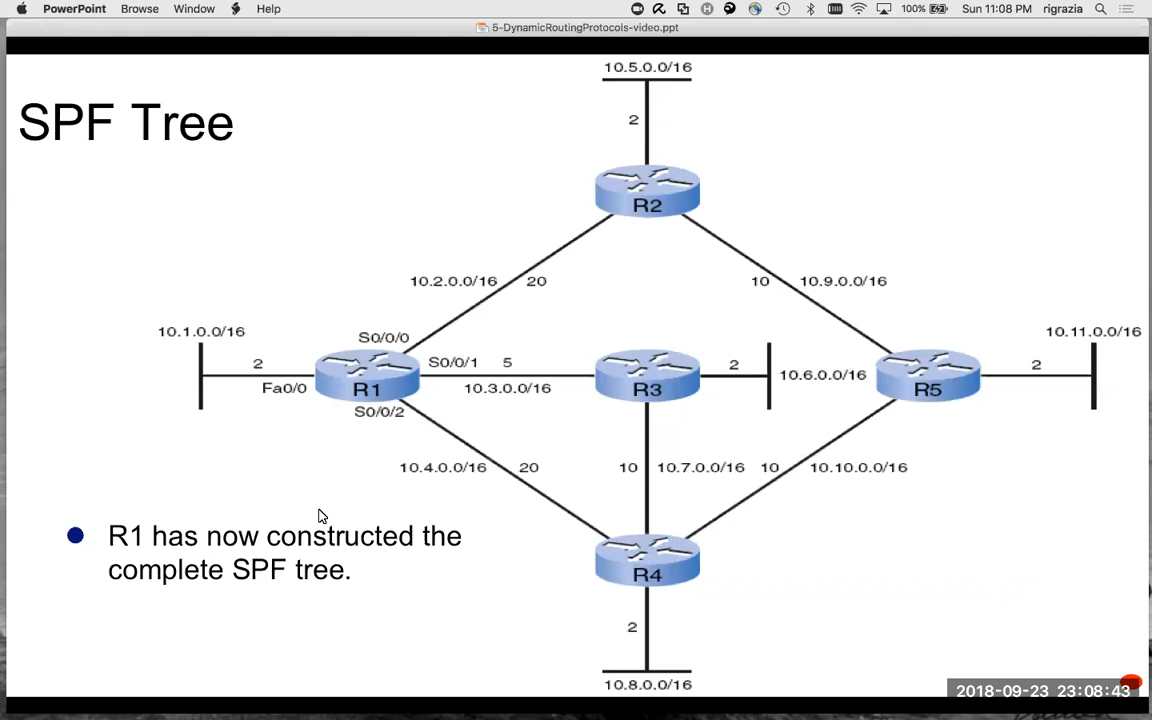 PowerPoint Browse Window Help 100% Sun 11:08 PM rigrazia
5-DynamicRoutingProtocols-video.ppt
10.5.0.0/16
SPF Tree
2
R2
10.2.0.0/16 20 10 10.9.0.0/16
10.1.0.0/16 10.11.0.0/16
S0/0/0
2 S0/0/1 5 2 2
10.6.0.0/16
Fa0/0 R1 10.3.0.0/16 R3 R5
S0/0/2
10.4.0.0/16 20 10 10.7.0.0/16 10 10.10.0.0/16
R1 has now constructed the
complete SPF tree.
R4
2
10.8.0.0/16
2018-09-23 23:08:43